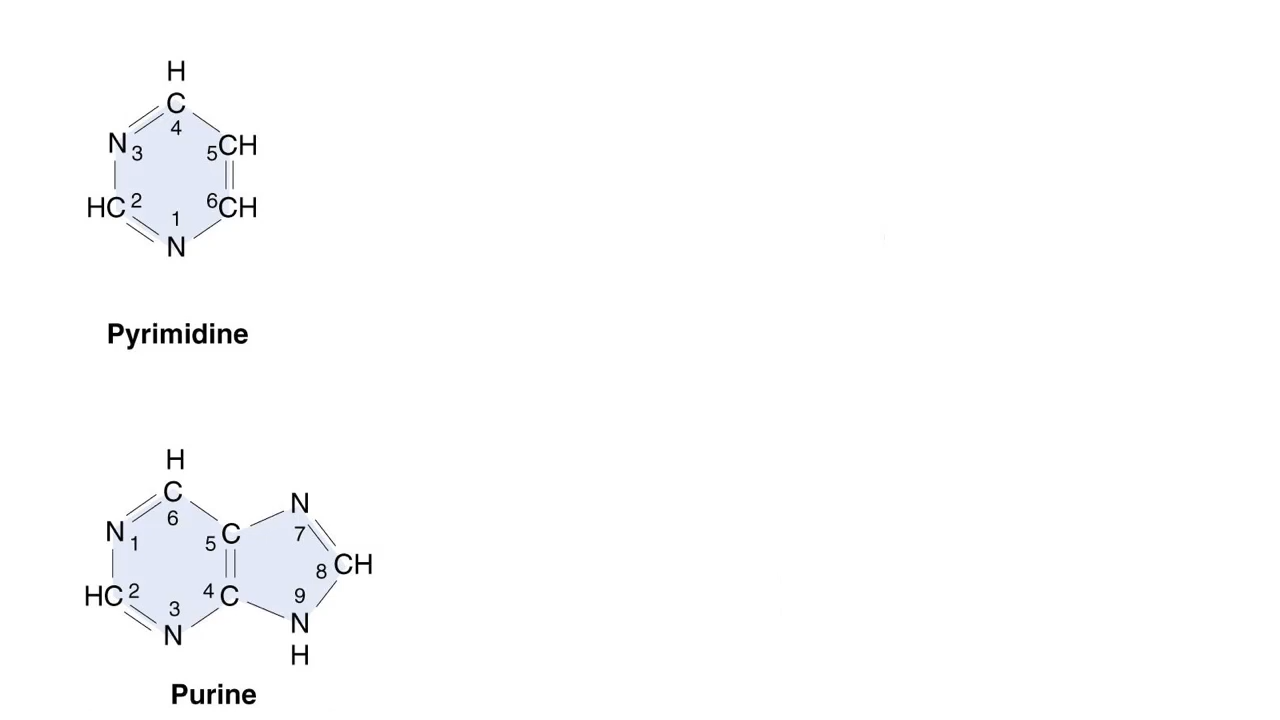 H
C
4
N 3 5 CH
HC 2 1 6 CH
N
Pyrimidine
H
C N
6 7
N 1 5 C
8 CH
HC 2 3 4 C 9
N N
H
Purine